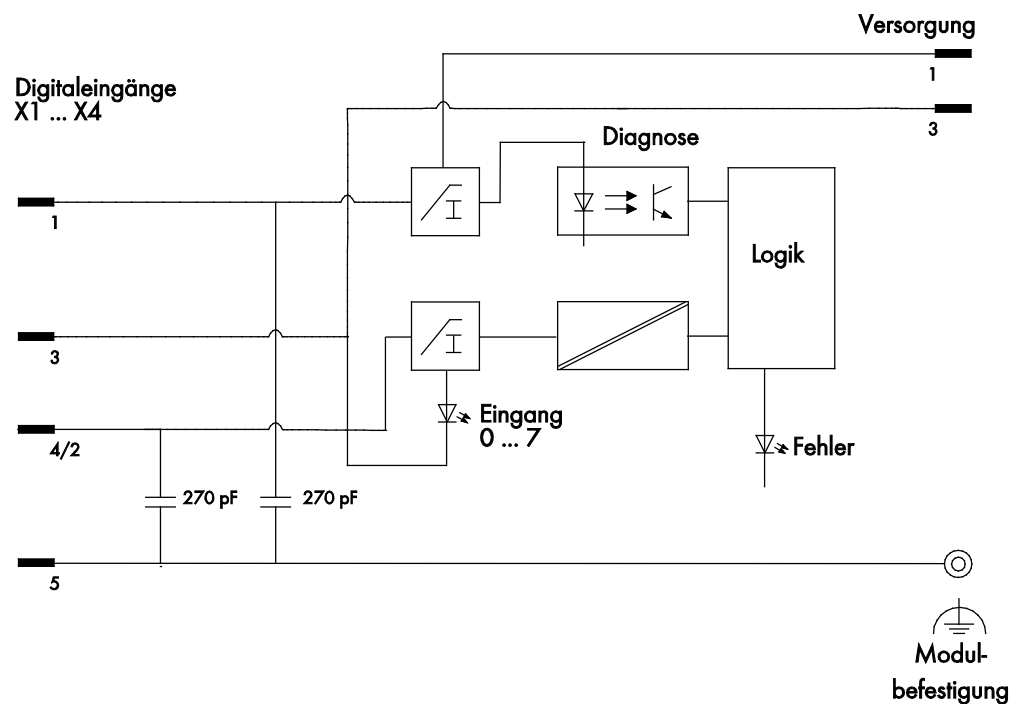 Versorgung
1
Digitaleingänge
X1 ... X4
3
Diagnose
1
Logik
3
Eingang
0 ... 7
4/2
Fehler
270 pF
270 pF
5
Modul-
befestigung